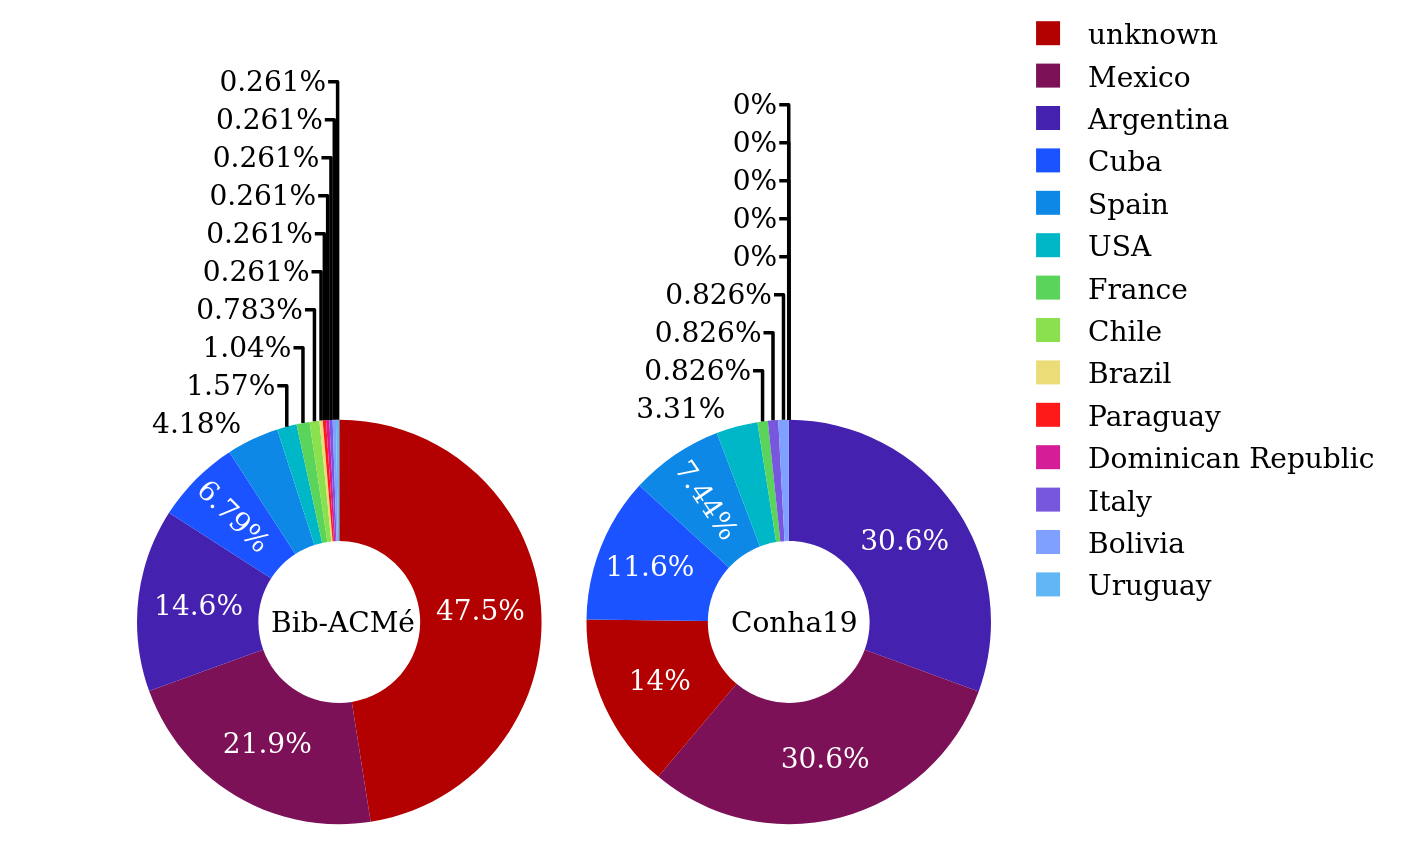 0.261%
0.261%
0.261%
0.261%
0.261%
0.261%
0.783%
1.04%
1.57%
4.18%
6.79%
14.6%
21.9%
47.5%
Bib-ACMé
0%
0%
0%
0%
0%
0.826%
0.826%
0.826%
3.31%
7.44%
11.6%
14%
30.6%
30.6%
Conha19
unknown
Mexico
Argentina
Cuba
Spain
USA
France
Chile
Brazil
Paraguay
Dominican Republic
Italy
Bolivia
Uruguay